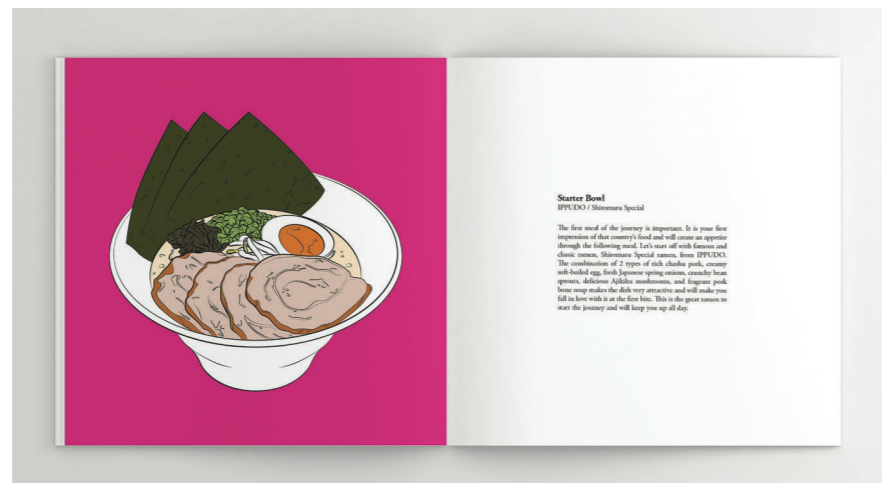 Starter Bowl
IPPUDO / Shiromaru Special
The first meal of the journey is important. It is your first
impression of that country's food and will create an appetite
through the following meal. Let's start off with famous and
classic ramen, Shiromaru Special ramen, from IPPUDO.
The combination of 2 types of rich chashu pork, creamy
soft-boiled egg, fresh Japanese spring onions, crunchy bean
sprouts, delicious Ajikiku mushrooms, and fragrant pork
bone soup makes the dish very attractive and will make you
fall in love with it at the first bite. This is the great ramen to
start the journey and will keep you up all day.